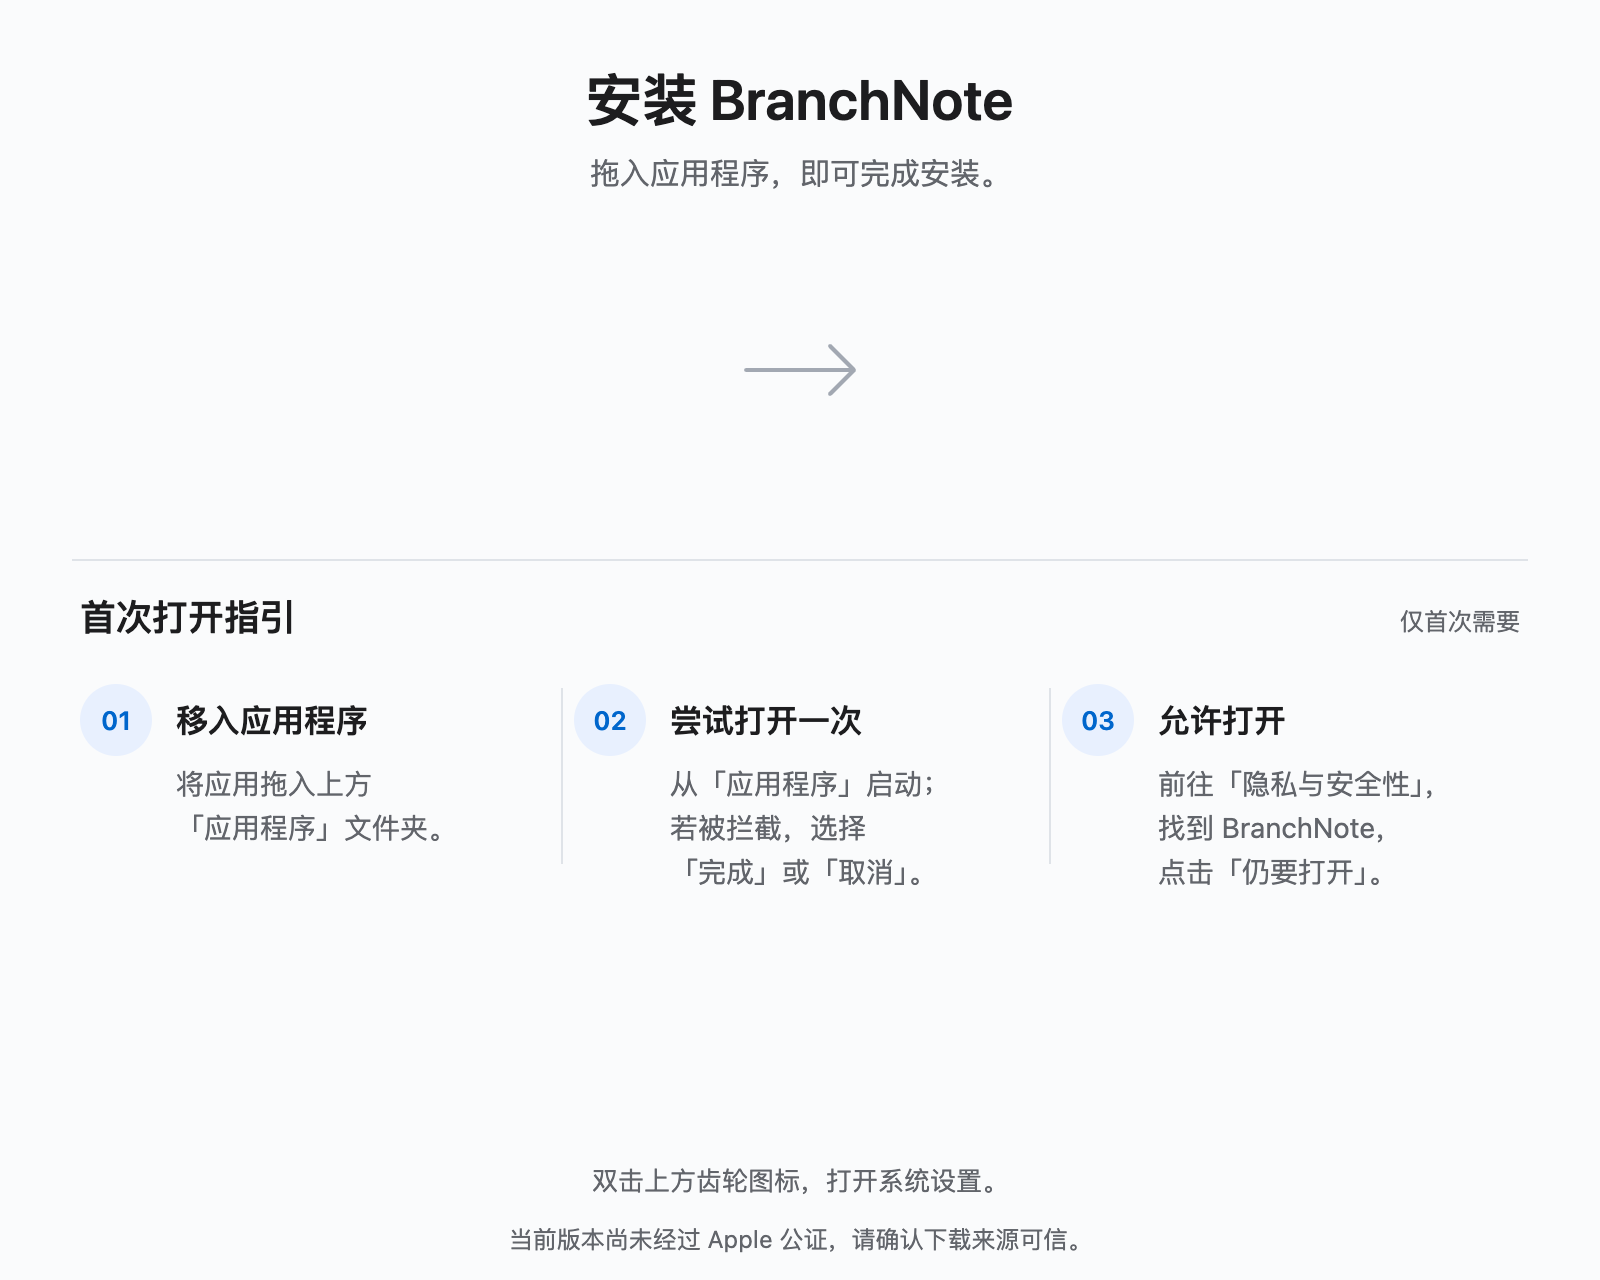 安装 BranchNote
拖入应用程序，即可完成安装。
首次打开指引
仅首次需要
01
移入应用程序
将应用拖入上方
「应用程序」文件夹。
02
尝试打开一次
从「应用程序」启动；
若被拦截，选择
「完成」或「取消」。
03
允许打开
前往「隐私与安全性」，
找到 BranchNote，
点击「仍要打开」。
双击上方齿轮图标，打开系统设置。
当前版本尚未经过 Apple 公证，请确认下载来源可信。